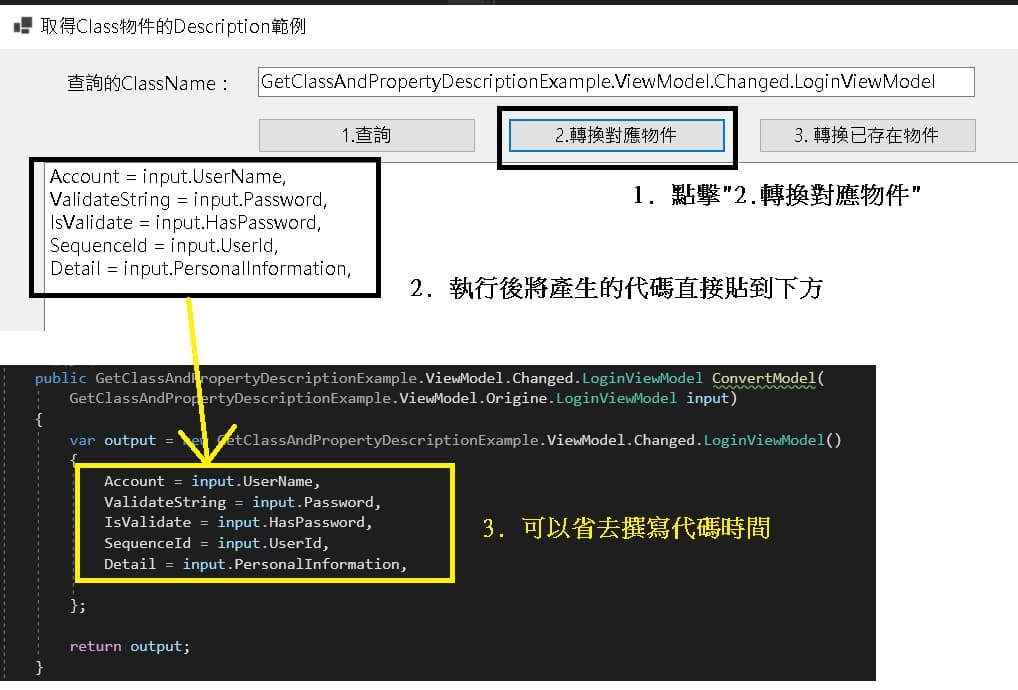 取得Class物件的Description範例
查詢的ClassName：
GetClassAndPropertyDescriptionExample.ViewModel.Changed.LoginViewModel
1.查詢
2.轉換對應物件
3. 轉換已存在物件
Account = input.UserName,
ValidateString = input.Password,
IsValidate = input.HasPassword,
SequenceId = input.UserId,
Detail = input.PersonalInformation,
1. 點擊"2.轉換對應物件"
2. 執行後將產生的代碼直接貼到下方
public GetClassAndPropertyDescriptionExample.ViewModel.Changed.LoginViewModel ConvertModel(
GetClassAndPropertyDescriptionExample.ViewModel.Origine.LoginViewModel input)
{
var output = new GetClassAndPropertyDescriptionExample.ViewModel.Changed.LoginViewModel()
{
Account = input.UserName,
ValidateString = input.Password,
IsValidate = input.HasPassword,
SequenceId = input.UserId,
Detail = input.PersonalInformation,
3. 可以省去撰寫代碼時間
};
return output;
}